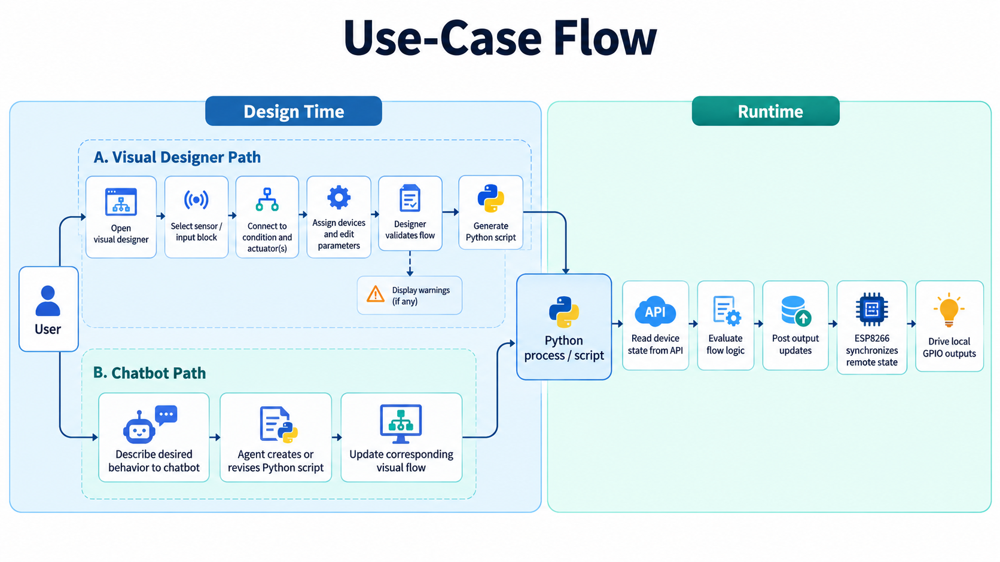 Use-Case Flow
Design Time
Runtime
A. Visual Designer Path
Open
visual designer
Select sensor /
input block
Connect to
condition and
actuator(s)
Assign devices
and edit
parameters
Designer
validates flow
Generate
Python script
Display warnings
(if any)
User
Python
process / script
API
Read device
state from API
Evaluate
flow logic
Post output
updates
ESP8266
synchronizes
remote state
Drive local
GPIO outputs
B. Chatbot Path
Describe desired
behavior to chatbot
Agent creates or
revises Python script
Update corresponding
visual flow